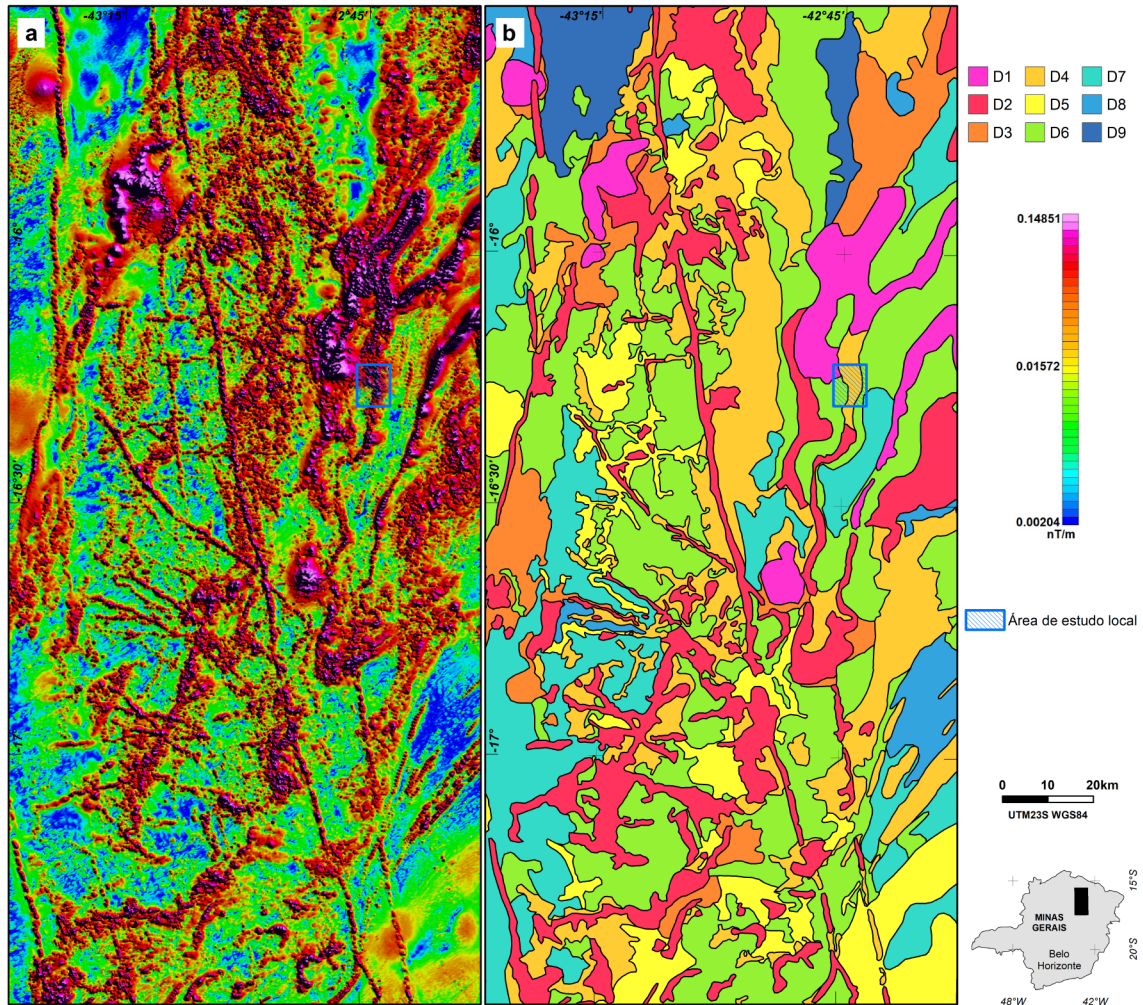 a
-43°15'
-42°45'
-16°
-16°30'
-17°
b
-43°15'
-42°45'
-16°
-16°30'
-17°
D1 D4 D7
D2 D5 D8
D3 D6 D9
0.14851
0.01572
0.00204
nT/m
Área de estudo local
0 10 20km
UTM23S WGS84
15°S
MINAS
GERAIS
Belo
Horizonte
20°S
48°W 42°W